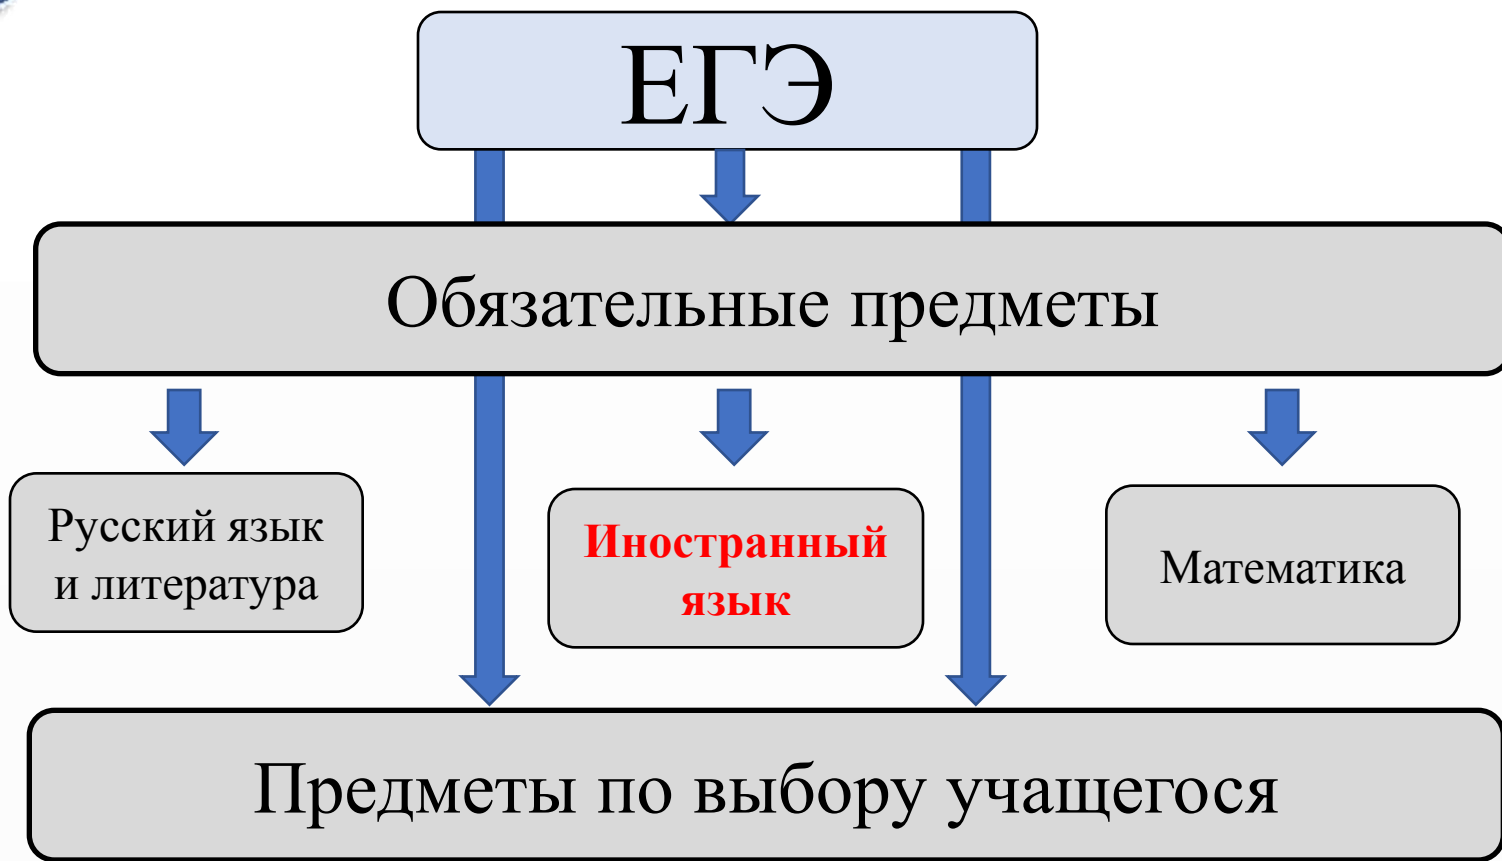 ЕГЭ
Обязательные предметы
Русский язык
и литература
Иностранный
язык
Математика
Предметы по выбору учащегося